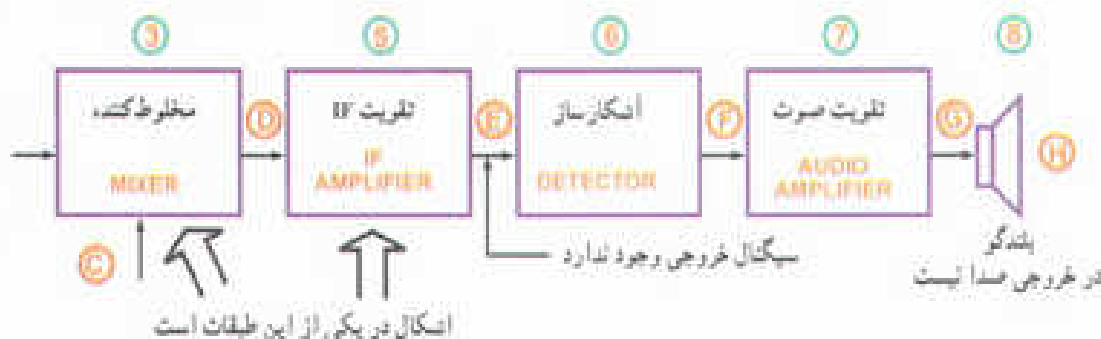 3
5
6
7
8
مخلوط‌کننده
MIXER
D
تقویت IF
IF
AMPLIFIER
E
آشکارساز
DETECTOR
F
تقویت صوت
AUDIO
AMPLIFIER
G
H
C
سیگنال خروجی وجود ندارد
بلندگو
در خروجی صدا نیست
اشکال در یکی از این طبقات است